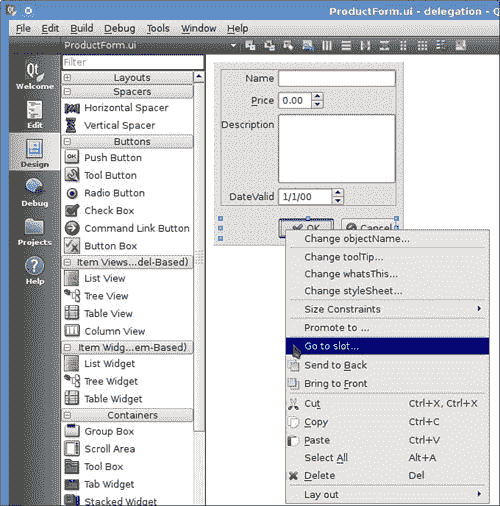 ProductForm.ui - delegation - Q
File Edit Build Debug Tools Window Help
ProductForm.ui
Qt
Welcome
Edit
Design
Debug
Projects
Help
Filter
Layouts
Spacers
Horizontal Spacer
Vertical Spacer
Buttons
OK Push Button
Tool Button
Radio Button
Check Box
Command Link Button
Button Box
Item Views...del-Based)
List View
Tree View
Table View
Column View
Item Widg...em-Based)
List Widget
Tree Widget
Table Widget
Containers
Group Box
Scroll Area
Tool Box
Tab Widget
Stacked Widget
Name
Price 0.00
Description
DateValid 1/1/00
OK Cancel
Change objectName...
Change toolTip...
Change whatsThis...
Change styleSheet...
Size Constraints
Promote to ...
Go to slot...
Send to Back
Bring to Front
Cut Ctrl+X, Ctrl+X
Copy Ctrl+C
Paste Ctrl+V
Select All Alt+A
Delete Del
Lay out